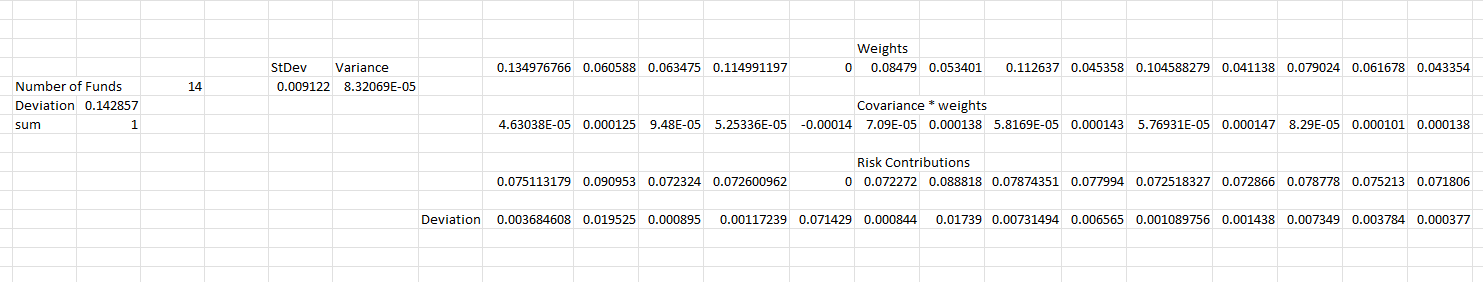 Weights
StDev Variance 0.134976766 0.060588 0.063475 0.114991197 0 0.08479 0.053401 0.112637 0.045358 0.104588279 0.041138 0.079024 0.061678 0.043354
Number of Funds 14 0.009122 8.32069E-05
Deviation 0.142857 Covariance * weights
sum 1 4.63038E-05 0.000125 9.48E-05 5.25336E-05 -0.00014 7.09E-05 0.000138 5.8169E-05 0.000143 5.76931E-05 0.000147 8.29E-05 0.000101 0.000138
Risk Contributions
0.075113179 0.090953 0.072324 0.072600962 0 0.072272 0.088818 0.07874351 0.077994 0.072518327 0.072866 0.078778 0.075213 0.071806
Deviation 0.003684608 0.019525 0.000895 0.00117239 0.071429 0.000844 0.01739 0.00731494 0.006565 0.001089756 0.001438 0.007349 0.003784 0.000377